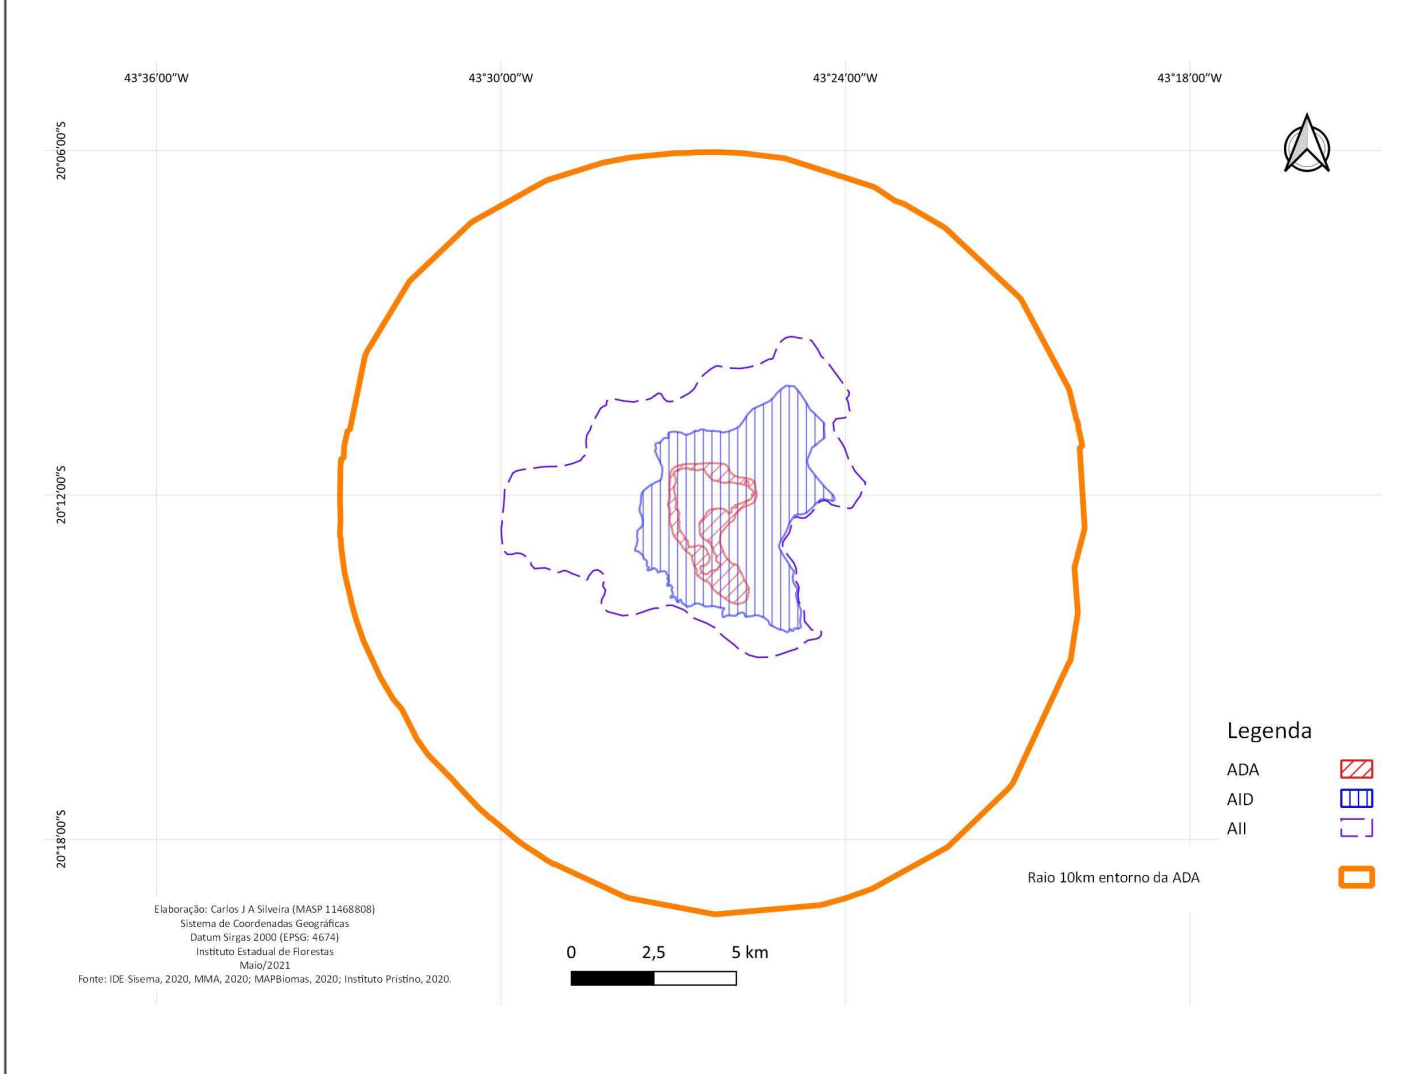 43°36'00"W
43°30'00"W
43°24'00"W
43°18'00"W
20°06'00"S
20°12'00"S
20°18'00"S
Legenda
ADA
AID
AII
Raio 10km entorno da ADA
Elaboração: Carlos J A Silveira (MASP 11468808)
Sistema de Coordenadas Geográficas
Datum Sirgas 2000 (EPSG: 4674)
Instituto Estadual de Florestas
Maio/2021
Fonte: IDE-Sisema, 2020, MMA, 2020; MAPBiomas, 2020; Instituto Pristino, 2020.
0 2,5 5 km